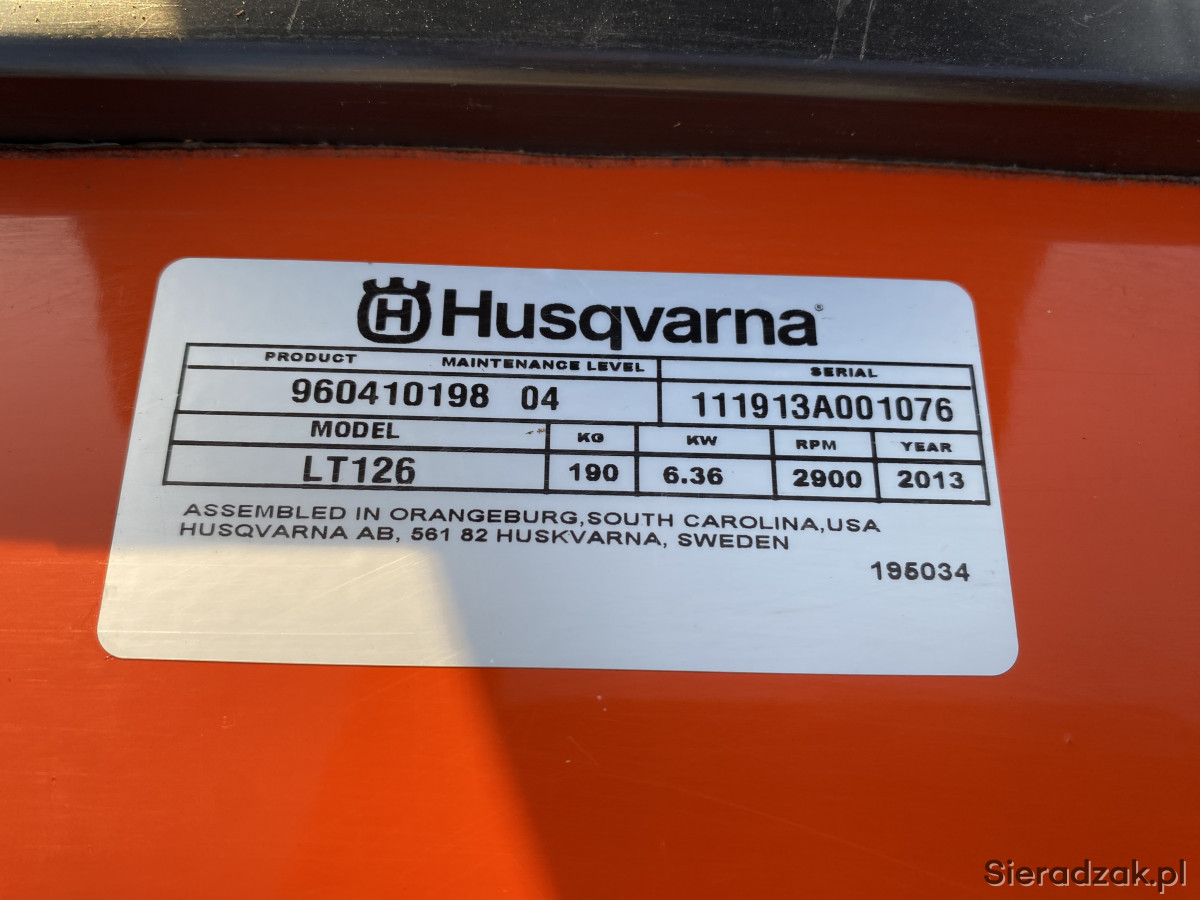 H Husqvarna®
PRODUCT MAINTENANCE LEVEL SERIAL
960410198 04 111913A001076
MODEL KG KW RPM YEAR
LT126 190 6.36 2900 2013
ASSEMBLED IN ORANGEBURG,SOUTH CAROLINA,USA
HUSQVARNA AB, 561 82 HUSKVARNA, SWEDEN
195034
Sieradzak.pl